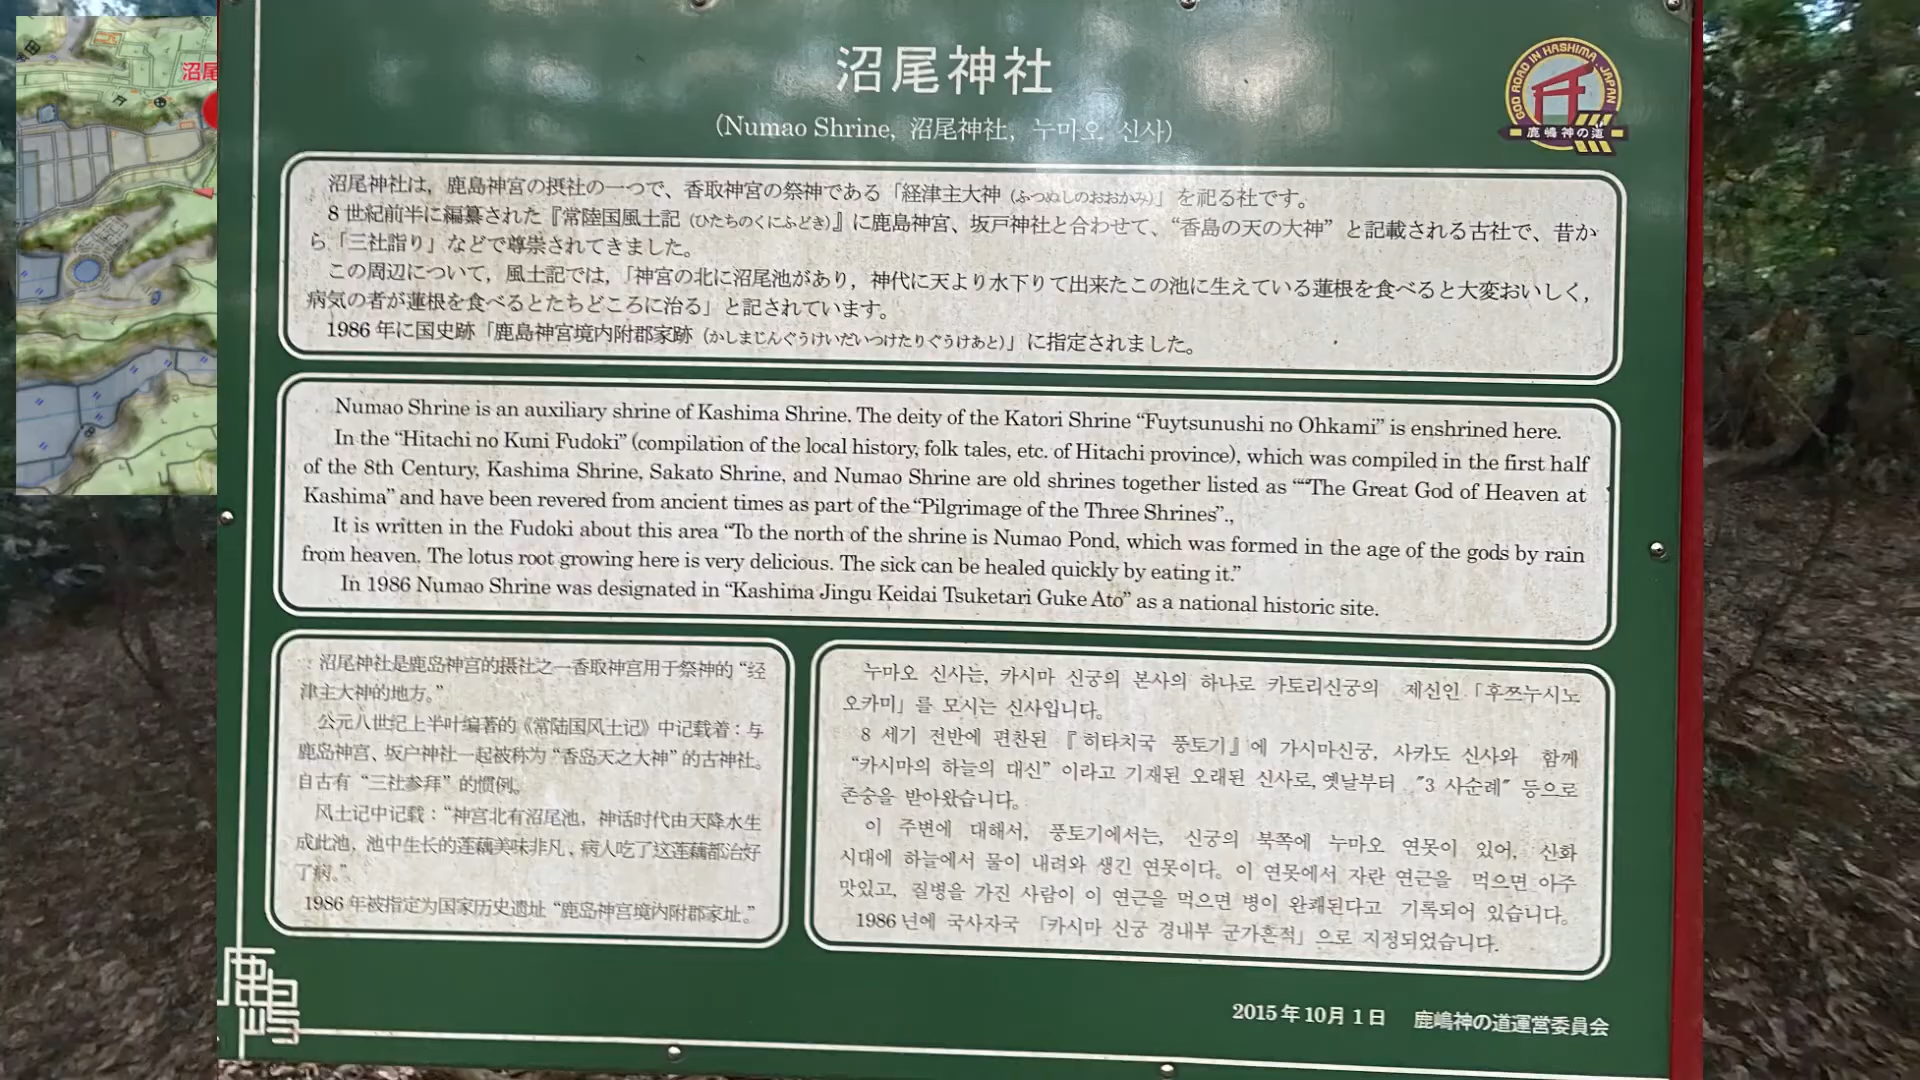 沼尾
沼尾神社
(Numao Shrine, 沼尾神社, 누마오 신사)
GOD ROAD IN KASHIMA, JAPAN
鹿嶋神の道
沼尾神社は，鹿島神宮の摂社の一つで、香取神宮の祭神である「経津主大神（ふつぬしのおおかみ）」を祀る社です。
８世紀前半に編纂された『常陸国風土記（ひたちのくにふどき）』に鹿島神宮、坂戸神社と合わせて、“香島の天の大神”と記載される古社で、昔か
ら「三社詣り」などで尊崇されてきました。
この周辺について，風土記では，「神宮の北に沼尾池があり，神代に天より水下りて出来たこの池に生えている蓮根を食べると大変おいしく，
病気の者が蓮根を食べるとたちどころに治る」と記されています。
1986年に国史跡「鹿島神宮境内附郡家跡（かしまじんぐうけいだいつけたりぐうけあと）」に指定されました。
Numao Shrine is an auxiliary shrine of Kashima Shrine. The deity of the Katori Shrine “Fuytsunushi no Ohkami” is enshrined here.
In the “Hitachi no Kuni Fudoki” (compilation of the local history, folk tales, etc. of Hitachi province), which was compiled in the first half
of the 8th Century, Kashima Shrine, Sakato Shrine, and Numao Shrine are old shrines together listed as ““The Great God of Heaven at
Kashima” and have been revered from ancient times as part of the “Pilgrimage of the Three Shrines”.,
It is written in the Fudoki about this area “To the north of the shrine is Numao Pond, which was formed in the age of the gods by rain
from heaven. The lotus root growing here is very delicious. The sick can be healed quickly by eating it.”
In 1986 Numao Shrine was designated in “Kashima Jingu Keidai Tsuketari Guke Ato” as a national historic site.
沼尾神社是鹿岛神宫的摄社之一香取神宫用于祭神的“经
津主大神的地方。”
公元八世纪上半叶编著的《常陆国风土记》中记载着：与
鹿岛神宫、坂户神社一起被称为“香岛天之大神”的古神社。
自古有“三社参拜”的惯例。
风土记中记载：“神宫北有沼尾池，神话时代由天降水生
成此池，池中生长的莲藕美味非凡，病人吃了这莲藕都治好
了病。”
1986年被指定为国家历史遗址“鹿岛神宫境内附郡家址。”
누마오 신사는, 카시마 신궁의 본사의 하나로 카토리신궁의 제신인「후쯔누시노
오카미」를 모시는 신사입니다.
8 세기 전반에 편찬된 『히타치국 풍토기』에 가시마신궁, 사카도 신사와 함께
“카시마의 하늘의 대신” 이라고 기재된 오래된 신사로, 옛날부터 "3 사순례" 등으로
존숭을 받아왔습니다.
이 주변에 대해서, 풍토기에서는, 신궁의 북쪽에 누마오 연못이 있어, 신화
시대에 하늘에서 물이 내려와 생긴 연못이다. 이 연못에서 자란 연근을 먹으면 아주
맛있고, 질병을 가진 사람이 이 연근을 먹으면 병이 완쾌된다고 기록되어 있습니다.
1986 년에 국사자국 「카시마 신궁 경내부 군가흔적」으로 지정되었습니다.
鹿嶋
2015年10月1日 鹿嶋神の道運営委員会